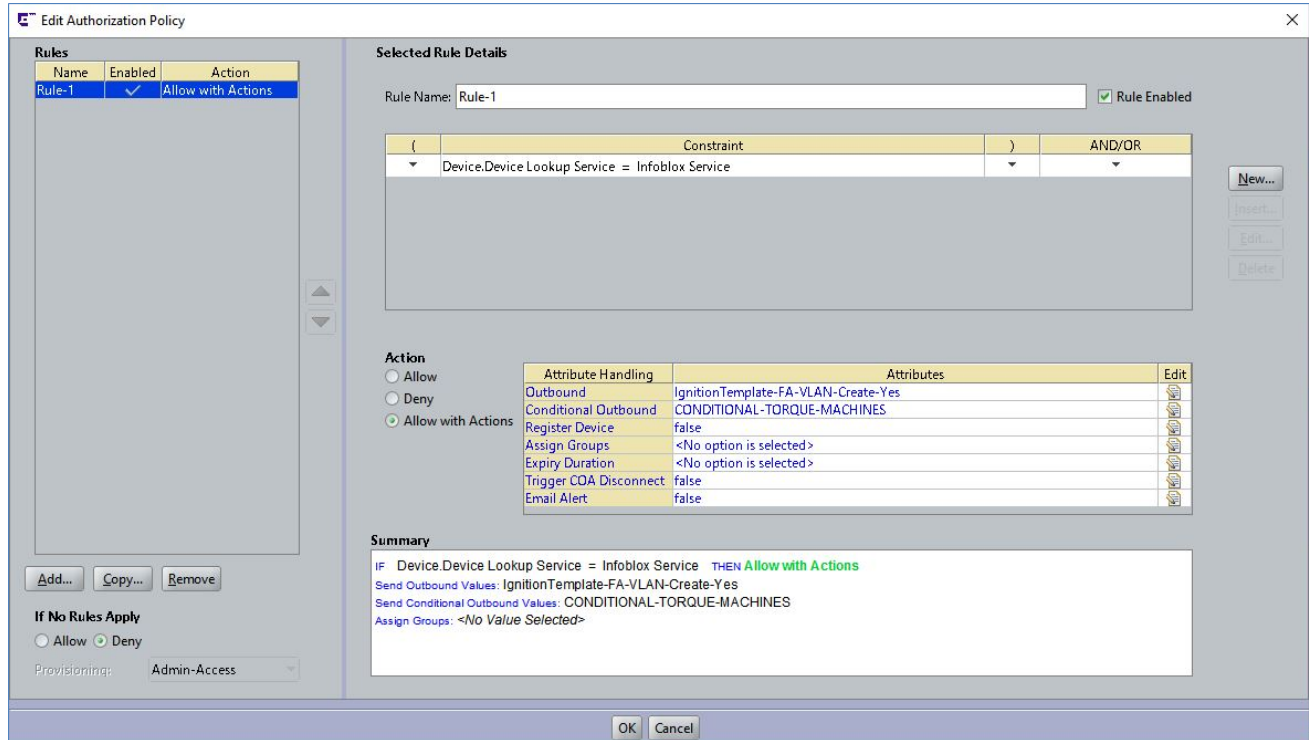 Edit Authorization Policy
Rules
Name Enabled Action
Rule-1 Allow with Actions
Add... Copy... Remove
If No Rules Apply
Allow Deny
Provisioning: Admin-Access
Selected Rule Details
Rule Name: Rule-1 Rule Enabled
( Constraint ) AND/OR
Device.Device Lookup Service = Infoblox Service
New...
Insert...
Edit...
Delete
Action
Allow
Deny
Allow with Actions
Attribute Handling Attributes Edit
Outbound IgnitionTemplate-FA-VLAN-Create-Yes
Conditional Outbound CONDITIONAL-TORQUE-MACHINES
Register Device false
Assign Groups <No option is selected>
Expiry Duration <No option is selected>
Trigger COA Disconnect false
Email Alert false
Summary
IF Device.Device Lookup Service = Infoblox Service THEN Allow with Actions
Send Outbound Values: IgnitionTemplate-FA-VLAN-Create-Yes
Send Conditional Outbound Values: CONDITIONAL-TORQUE-MACHINES
Assign Groups: <No Value Selected>
OK Cancel